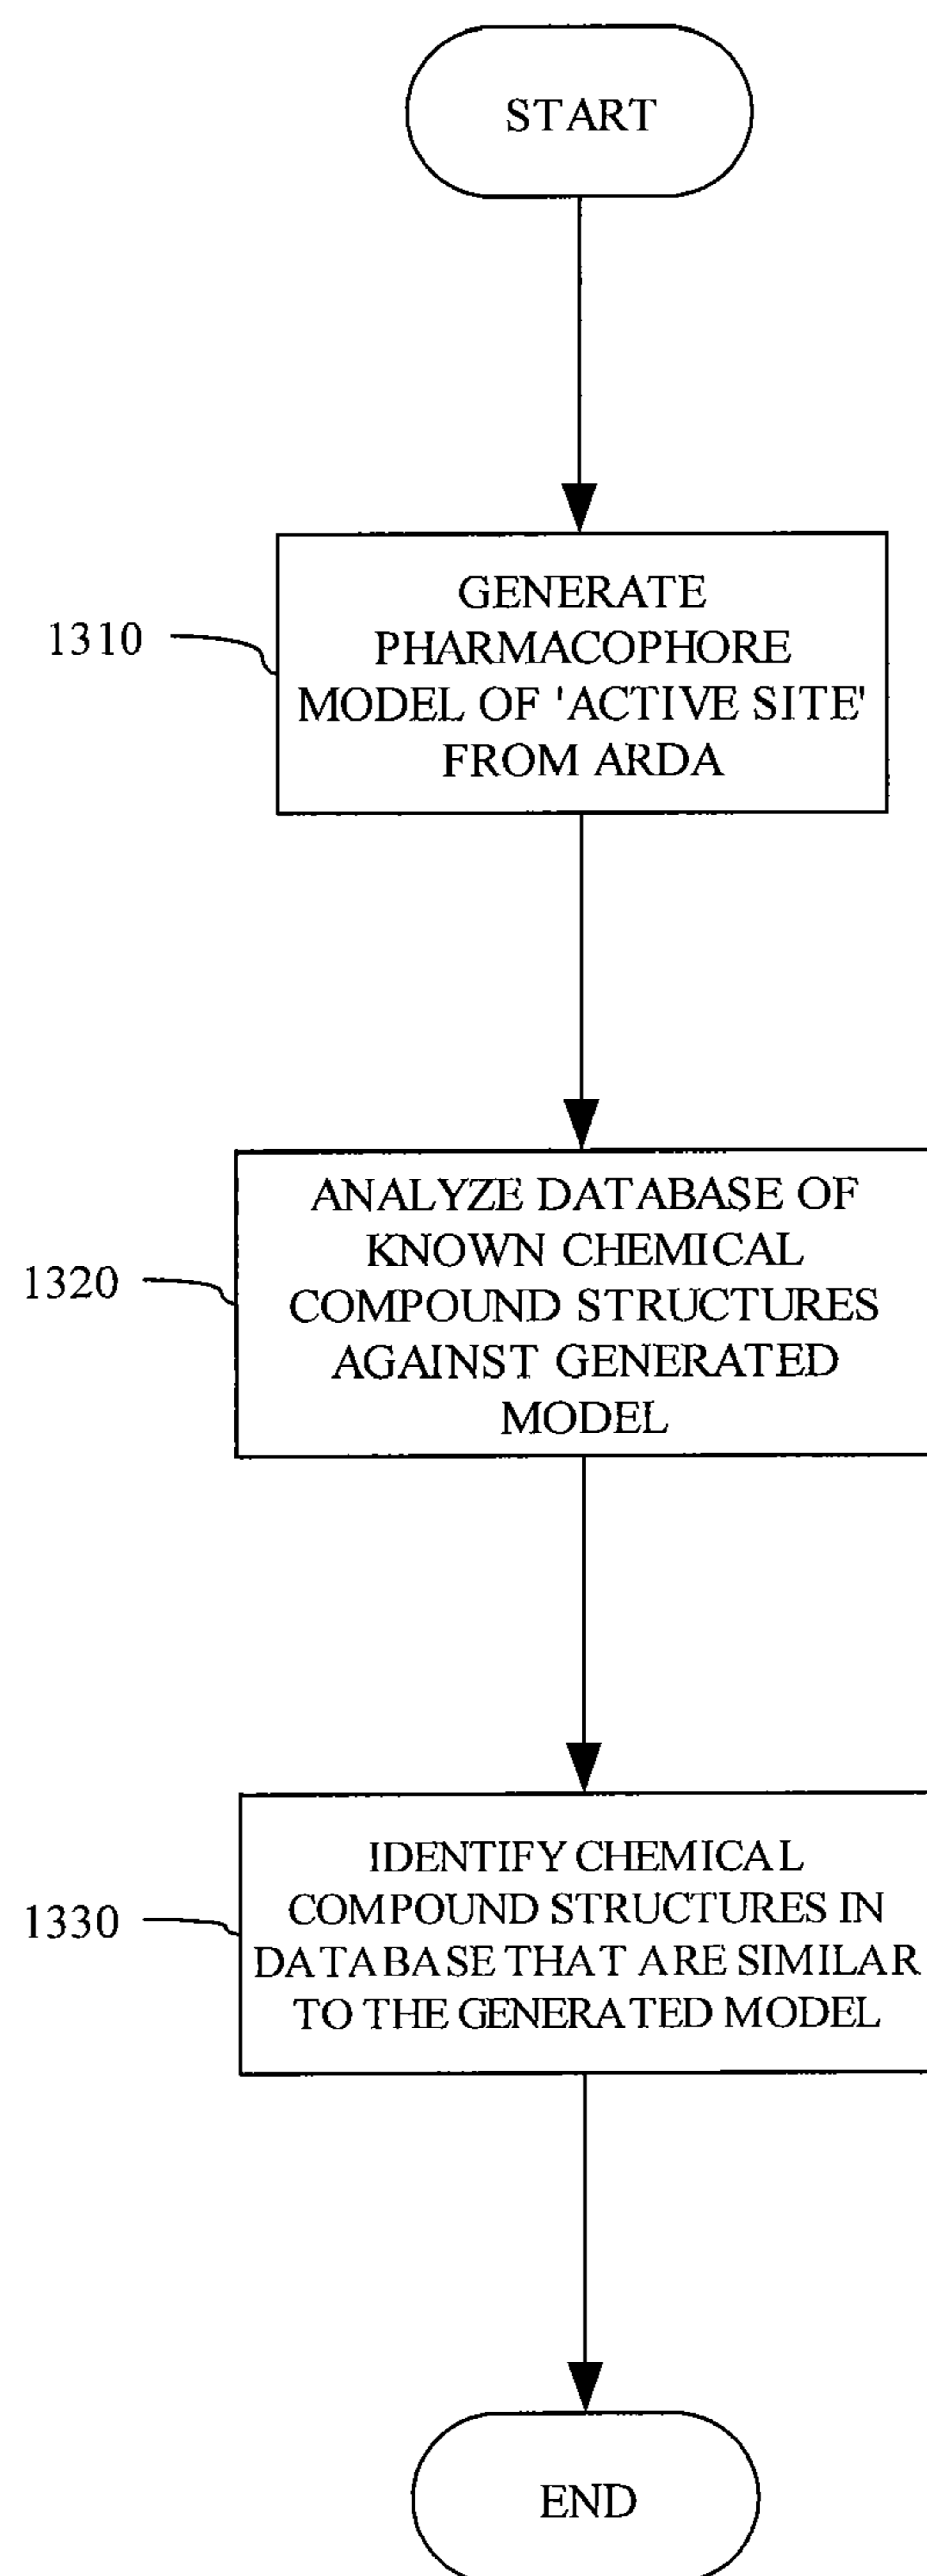 START
1310
GENERATE
PHARMACOPHORE
MODEL OF 'ACTIVE SITE'
FROM ARDA
1320
ANALYZE DATABASE OF
KNOWN CHEMICAL
COMPOUND STRUCTURES
AGAINST GENERATED
MODEL
1330
IDENTIFY CHEMICAL
COMPOUND STRUCTURES IN
DATABASE THAT ARE SIMILAR
TO THE GENERATED MODEL
END